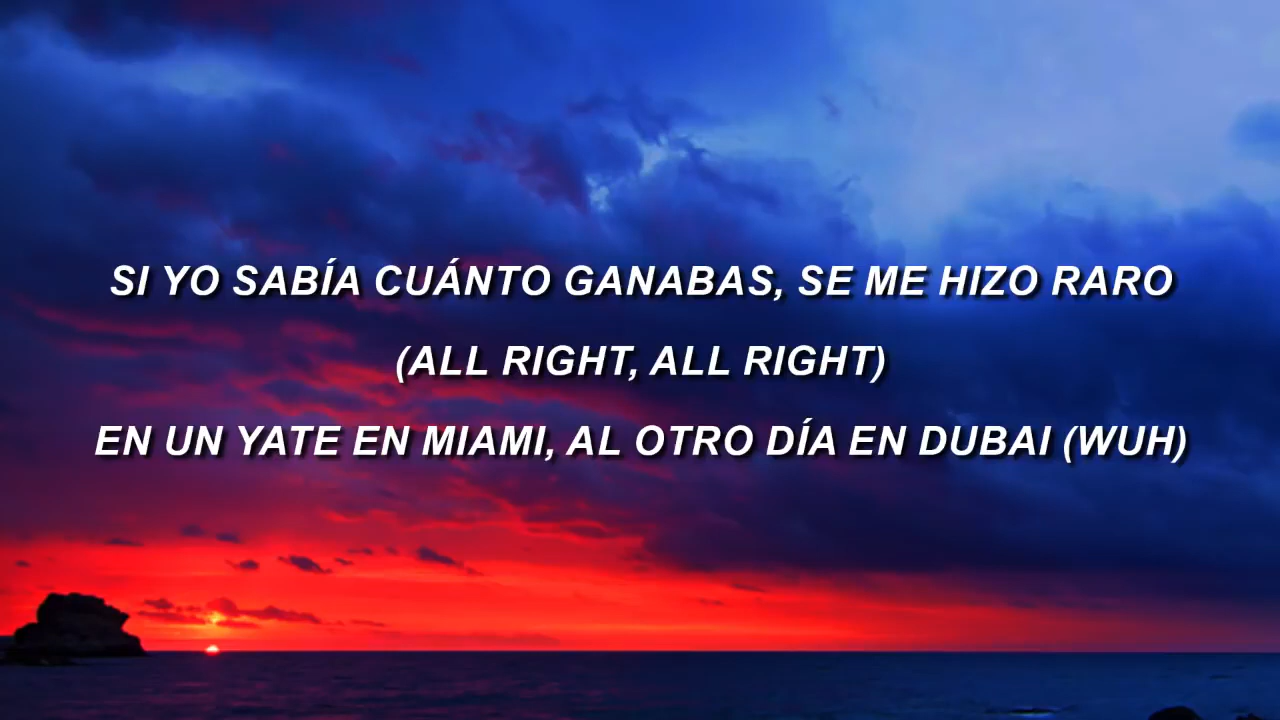 SI YO SABÍA CUÁNTO GANABAS, SE ME HIZO RARO
(ALL RIGHT, ALL RIGHT)
EN UN YATE EN MIAMI, AL OTRO DÍA EN DUBAI (WUH)